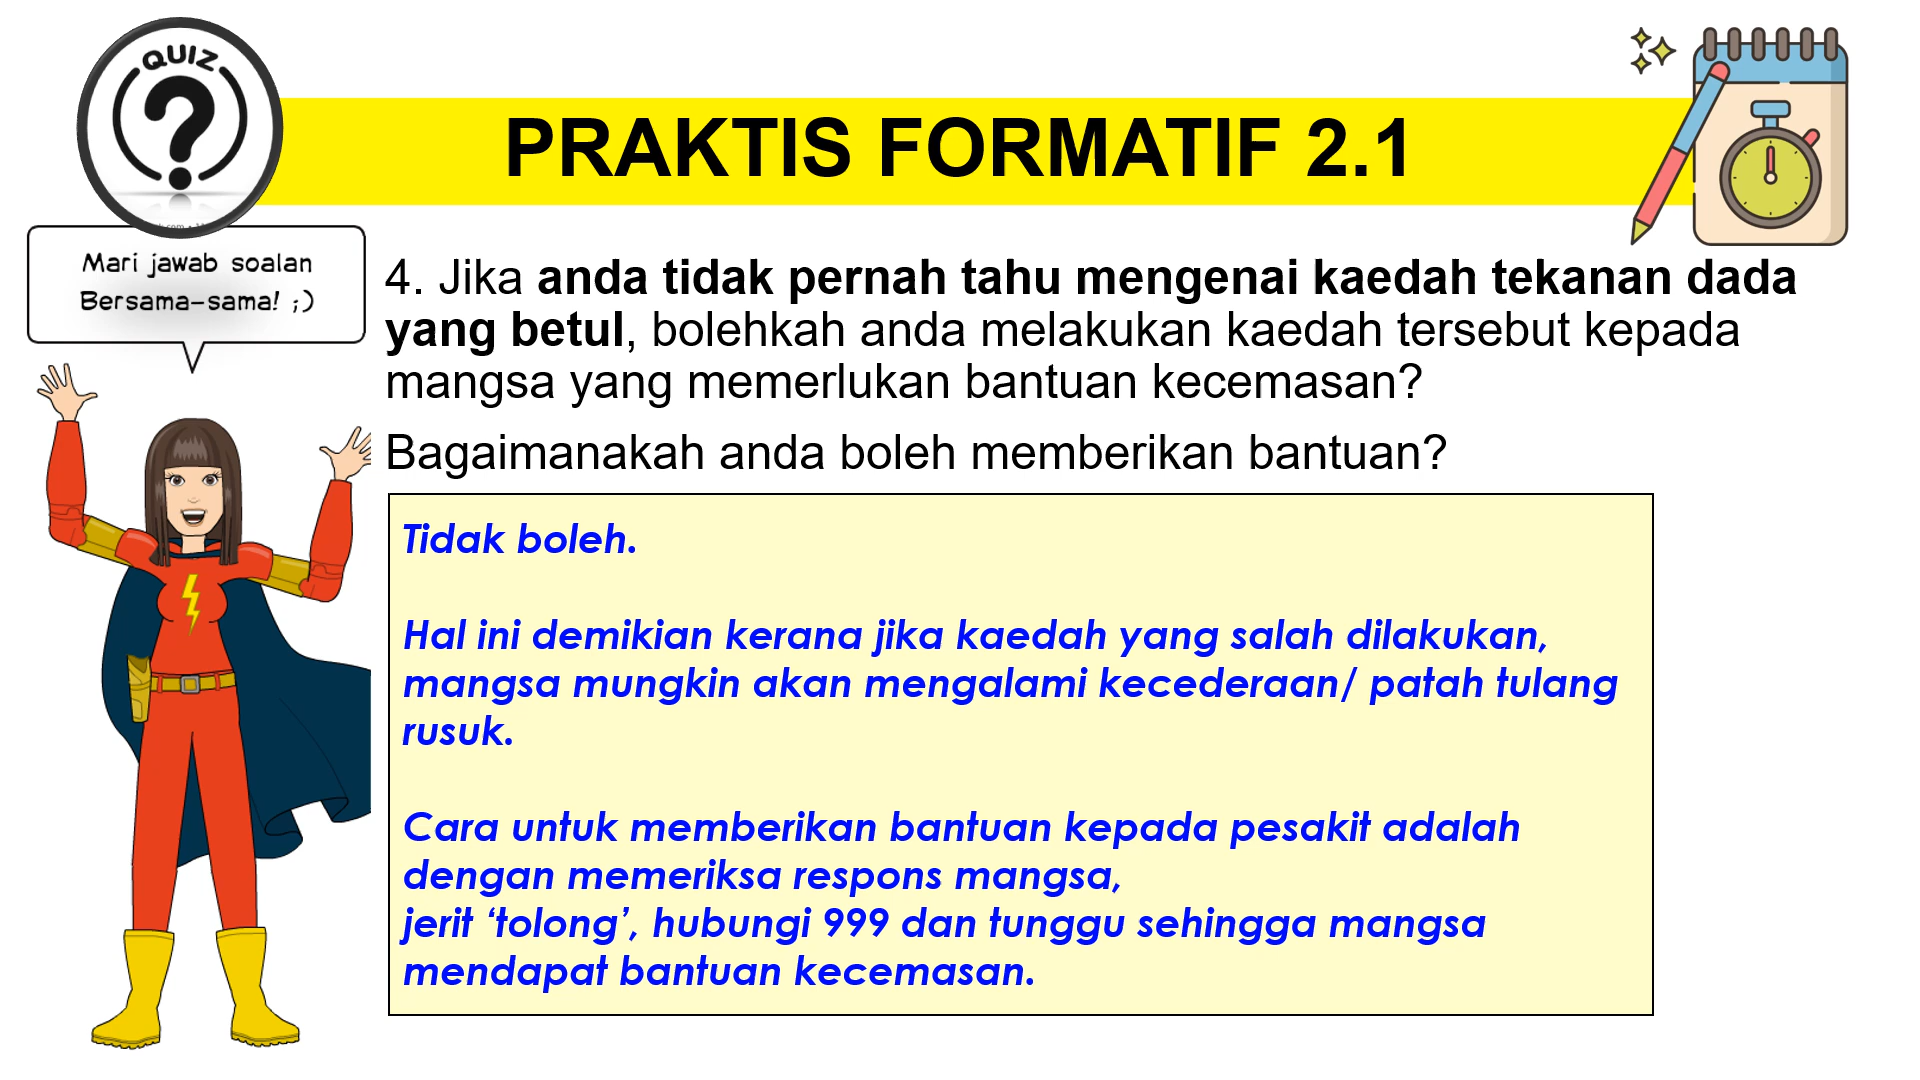 QUIZ
PRAKTIS FORMATIF 2.1
Mari jawab soalan
Bersama-sama! ;)
4. Jika anda tidak pernah tahu mengenai kaedah tekanan dada
yang betul, bolehkah anda melakukan kaedah tersebut kepada
mangsa yang memerlukan bantuan kecemasan?
Bagaimanakah anda boleh memberikan bantuan?
Tidak boleh.
Hal ini demikian kerana jika kaedah yang salah dilakukan,
mangsa mungkin akan mengalami kecederaan/ patah tulang
rusuk.
Cara untuk memberikan bantuan kepada pesakit adalah
dengan memeriksa respons mangsa,
jerit ‘tolong’, hubungi 999 dan tunggu sehingga mangsa
mendapat bantuan kecemasan.